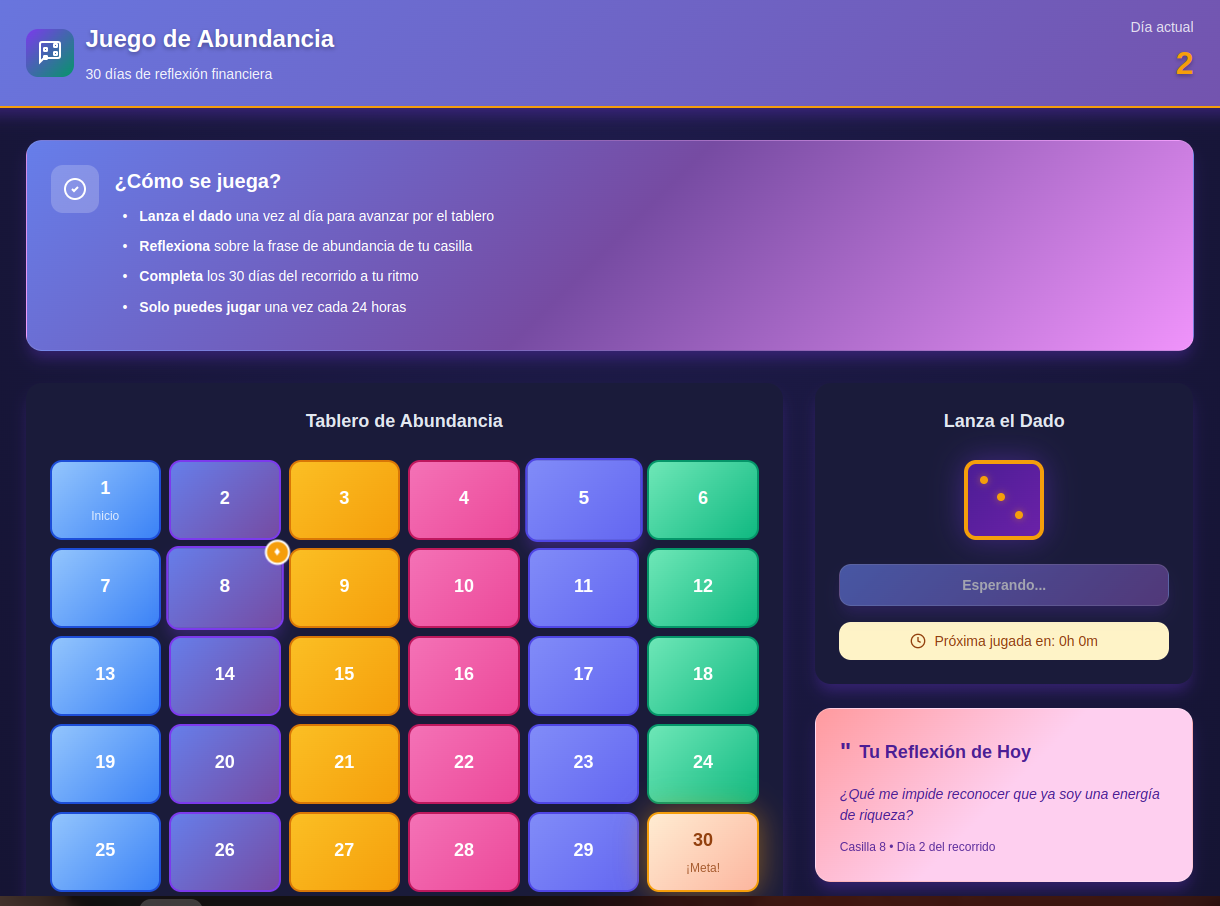 Juego de Abundancia
30 días de reflexión financiera
Día actual
2
¿Cómo se juega?
• Lanza el dado una vez al día para avanzar por el tablero
• Reflexiona sobre la frase de abundancia de tu casilla
• Completa los 30 días del recorrido a tu ritmo
• Solo puedes jugar una vez cada 24 horas
Tablero de Abundancia
1 2 3 4 5 6
Inicio
7 8 9 10 11 12
13 14 15 16 17 18
19 20 21 22 23 24
25 26 27 28 29 30
¡Meta!
Lanza el Dado
Esperando...
Próxima jugada en: 0h 0m
" Tu Reflexión de Hoy
¿Qué me impide reconocer que ya soy una energía
de riqueza?
Casilla 8 • Día 2 del recorrido